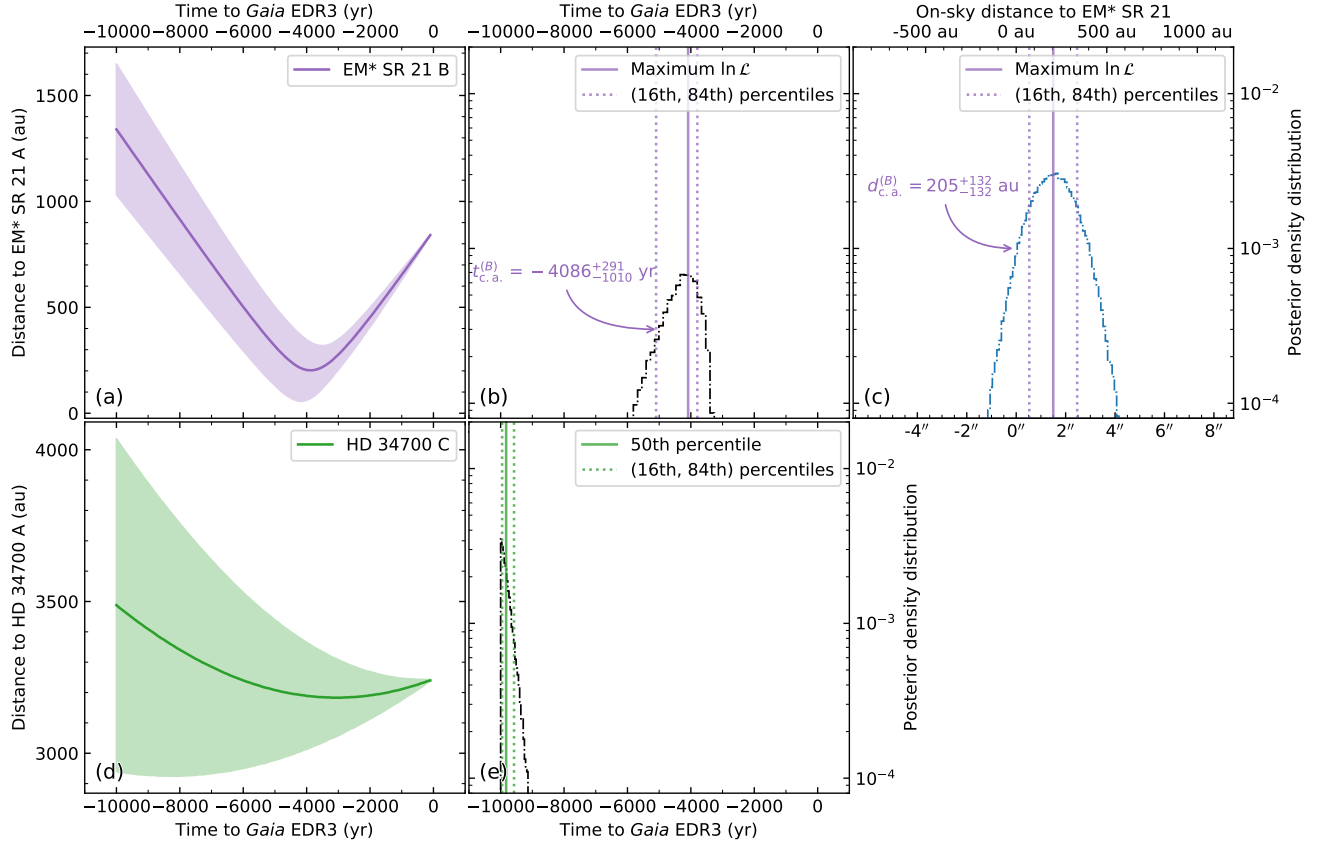 Time to Gaia EDR3 (yr)
Time to Gaia EDR3 (yr)
On-sky distance to EM* SR 21
−10000 −8000 −6000 −4000 −2000 0
−10000 −8000 −6000 −4000 −2000 0
-500 au 0 au 500 au 1000 au
EM* SR 21 B
Maximum ln ℒ
(16th, 84th) percentiles
Maximum ln ℒ
(16th, 84th) percentiles
Distance to EM* SR 21 A (au)
1500
1000
500
0
t_{c.a.}^{(B)} = −4086^{+291}_{−1010} yr
d_{c.a.}^{(B)} = 205^{+132}_{−132} au
10^{−2}
10^{−3}
10^{−4}
Posterior density distribution
(a)
(b)
(c)
-4″ -2″ 0″ 2″ 4″ 6″ 8″
HD 34700 C
50th percentile
(16th, 84th) percentiles
Distance to HD 34700 A (au)
4000
3500
3000
10^{−2}
10^{−3}
10^{−4}
Posterior density distribution
(d)
(e)
−10000 −8000 −6000 −4000 −2000 0
−10000 −8000 −6000 −4000 −2000 0
Time to Gaia EDR3 (yr)
Time to Gaia EDR3 (yr)